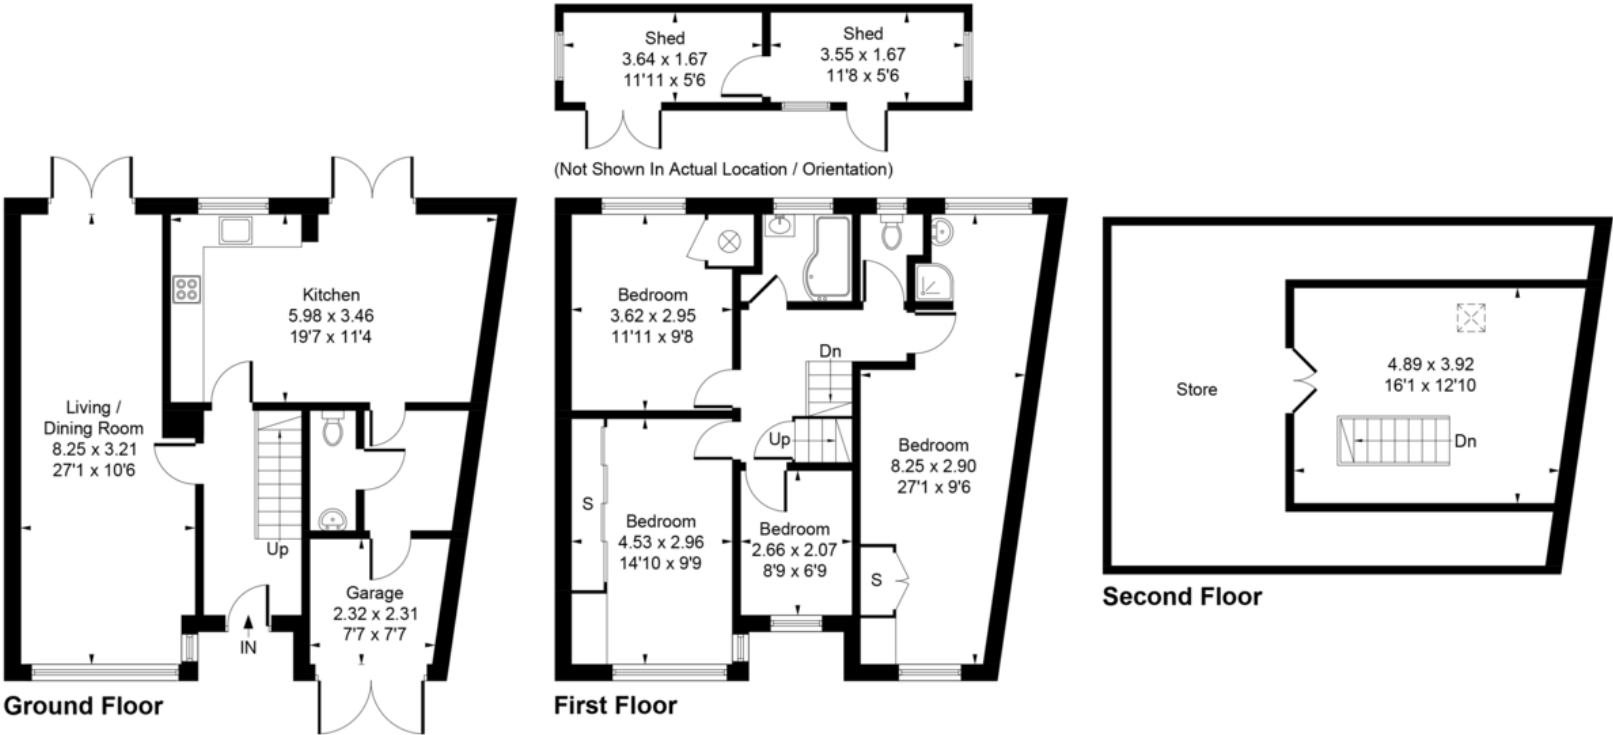 Shed
3.64 x 1.67
11'11 x 5'6
Shed
3.55 x 1.67
11'8 x 5'6
(Not Shown In Actual Location / Orientation)
Kitchen
5.98 x 3.46
19'7 x 11'4
Living /
Dining Room
8.25 x 3.21
27'1 x 10'6
Up
Garage
2.32 x 2.31
7'7 x 7'7
IN
Ground Floor
Bedroom
3.62 x 2.95
11'11 x 9'8
Dn
Up
Bedroom
8.25 x 2.90
27'1 x 9'6
S
Bedroom
4.53 x 2.96
14'10 x 9'9
Bedroom
2.66 x 2.07
8'9 x 6'9
S
First Floor
Store
4.89 x 3.92
16'1 x 12'10
Dn
Second Floor